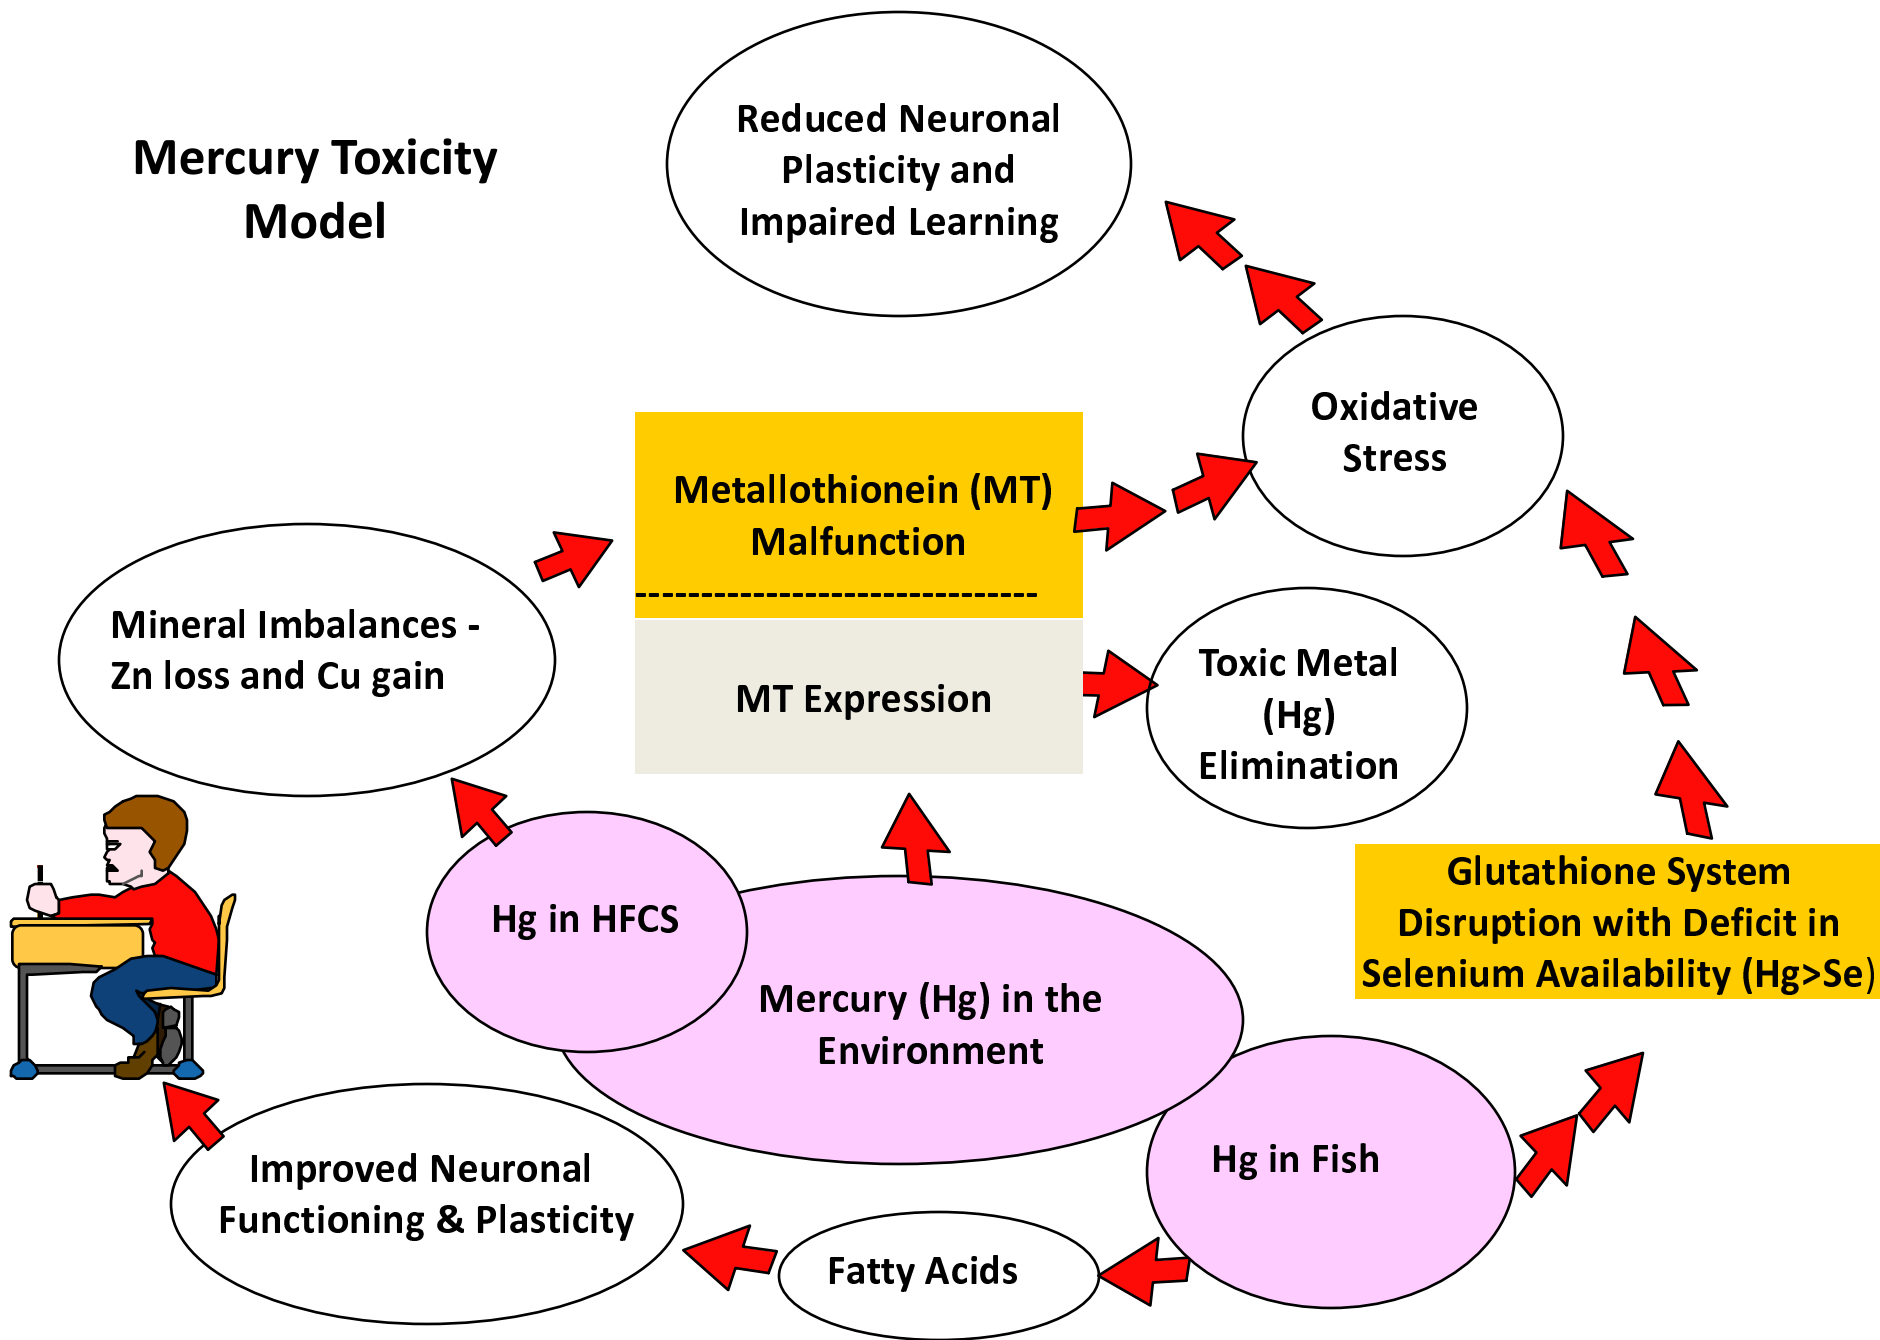 Mercury Toxicity
Model
Reduced Neuronal
Plasticity and
Impaired Learning
Oxidative
Stress
Metallothionein (MT)
Malfunction
-------------------------------
MT Expression
Mineral Imbalances -
Zn loss and Cu gain
Toxic Metal
(Hg)
Elimination
Glutathione System
Disruption with Deficit in
Selenium Availability (Hg>Se)
Hg in HFCS
Mercury (Hg) in the
Environment
Hg in Fish
Improved Neuronal
Functioning & Plasticity
Fatty Acids